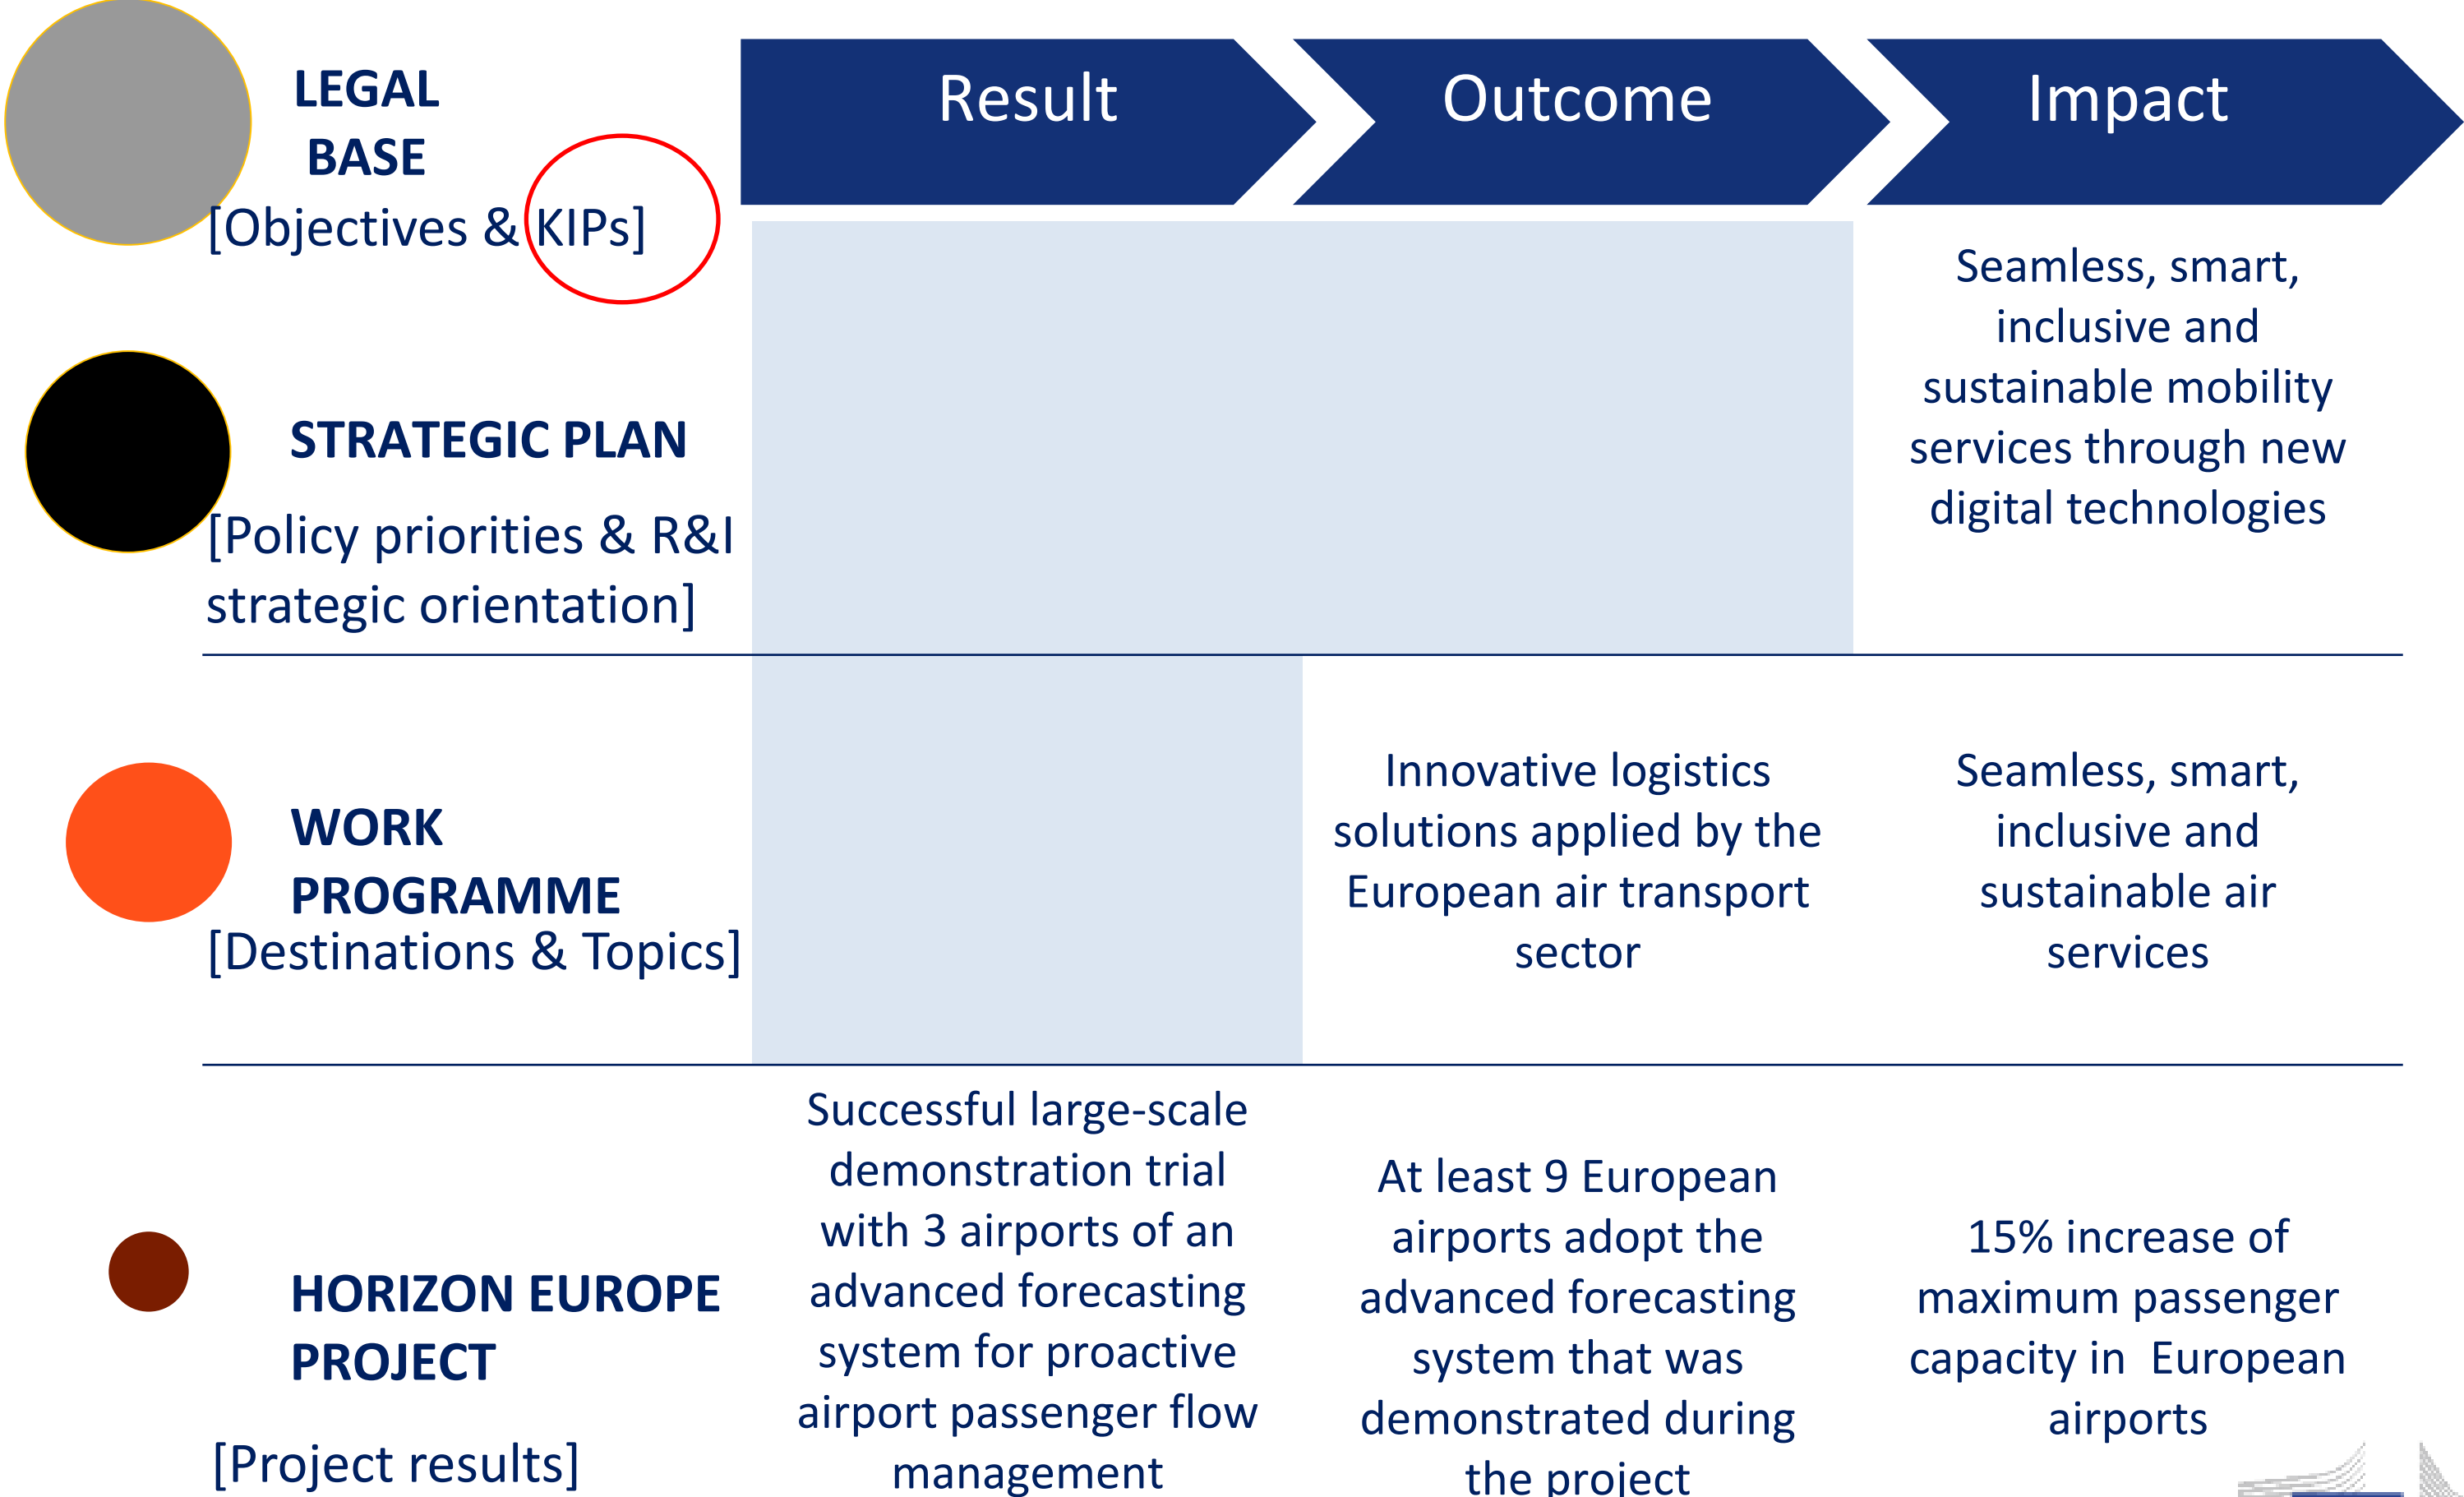 LEGAL
BASE
[Objectives & KIPs]
Result
Outcome
Impact
Seamless, smart,
inclusive and
sustainable mobility
services through new
digital technologies
STRATEGIC PLAN
[Policy priorities & R&I
strategic orientation]
WORK
PROGRAMME
[Destinations & Topics]
Innovative logistics
solutions applied by the
European air transport
sector
Seamless, smart,
inclusive and
sustainable air
services
HORIZON EUROPE
PROJECT
[Project results]
Successful large-scale
demonstration trial
with 3 airports of an
advanced forecasting
system for proactive
airport passenger flow
management
At least 9 European
airports adopt the
advanced forecasting
system that was
demonstrated during
the project
15% increase of
maximum passenger
capacity in  European
airports